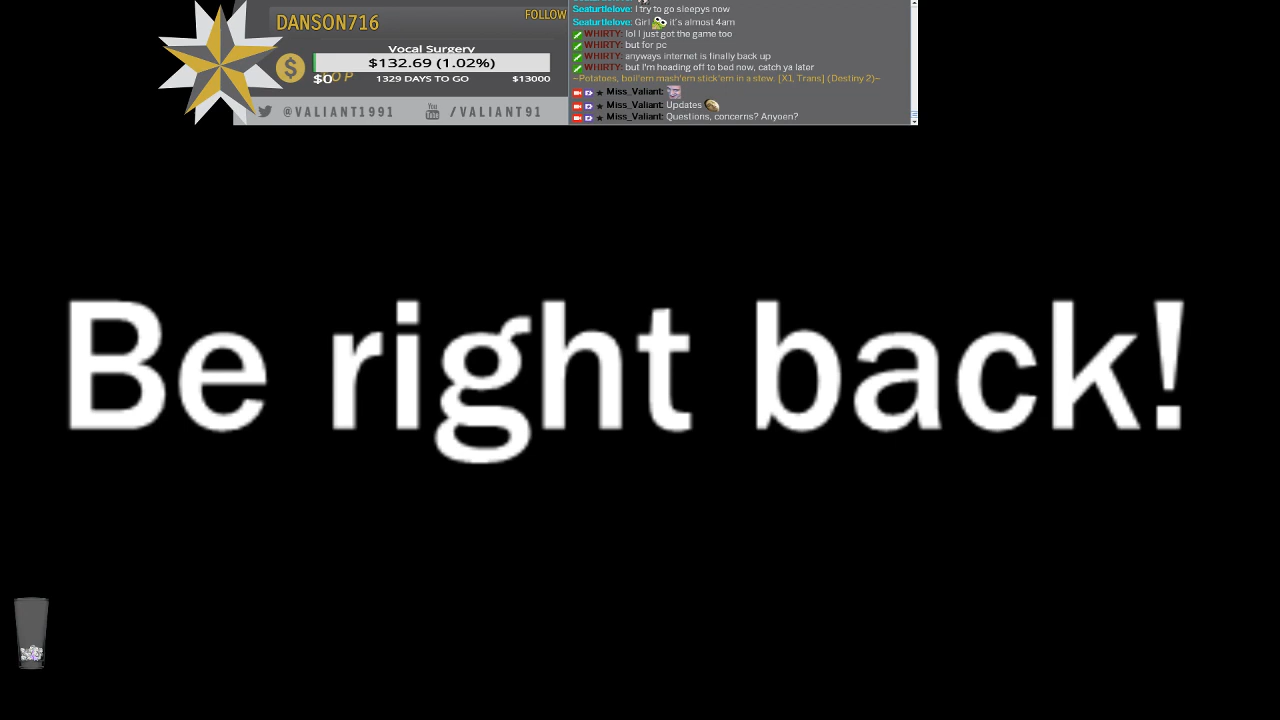 DANSON716
FOLLOW
Vocal Surgery
$132.69 (1.02%)
$0
1329 DAYS TO GO
$13000
@VALIANT1991
You Tube
/VALIANT91
Seaturtlelove: I try to go sleepys now
Seaturtlelove: Girl it's almost 4am
WHIRTY: lol I just got the game too
WHIRTY: but for pc
WHIRTY: anyways internet is finally back up
WHIRTY: but I'm heading off to bed now, catch ya later
~Potatoes, boil'em mash'em stick'em in a stew. [X1, Trans] (Destiny 2)~
Miss_Valiant:
Miss_Valiant: Updates
Miss_Valiant: Questions, concerns? Anyoen?
Be right back!